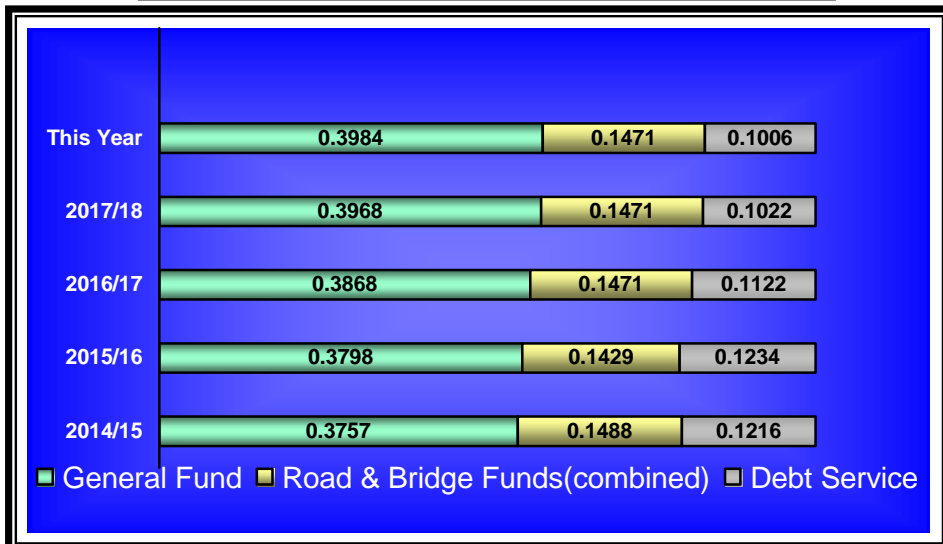 This Year 0.3984 0.1471 0.1006
2017/18 0.3968 0.1471 0.1022
2016/17 0.3868 0.1471 0.1122
2015/16 0.3798 0.1429 0.1234
2014/15 0.3757 0.1488 0.1216
General Fund Road & Bridge Funds(combined) Debt Service